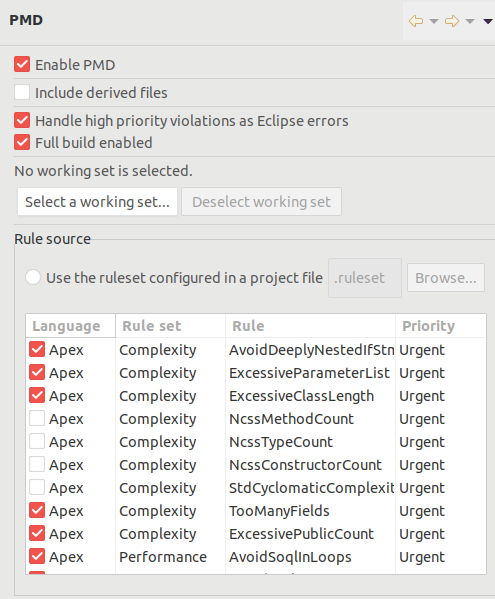 PMD
Enable PMD
Include derived files
Handle high priority violations as Eclipse errors
Full build enabled
No working set is selected.
Select a working set... Deselect working set
Rule source
Use the ruleset configured in a project file .ruleset Browse...
Language Rule set Rule Priority
Apex Complexity AvoidDeeplyNestedIfStm Urgent
Apex Complexity ExcessiveParameterList Urgent
Apex Complexity ExcessiveClassLength Urgent
Apex Complexity NcssMethodCount Urgent
Apex Complexity NcssTypeCount Urgent
Apex Complexity NcssConstructorCount Urgent
Apex Complexity StdCyclomaticComplexit Urgent
Apex Complexity TooManyFields Urgent
Apex Complexity ExcessivePublicCount Urgent
Apex Performance AvoidSoqlInLoops Urgent